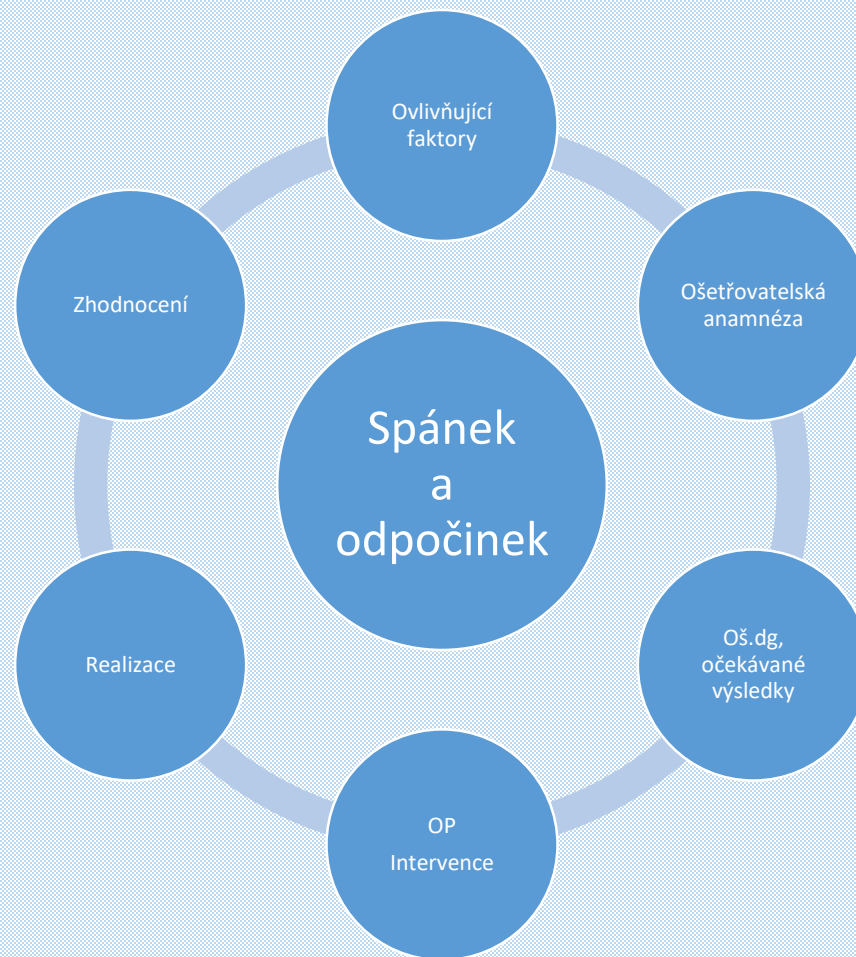 Ovlivňující
faktory
Ošetřovatelská
anamnéza
Oš.dg,
očekávané
výsledky
OP
Intervence
Realizace
Zhodnocení
Spánek
a
odpočinek